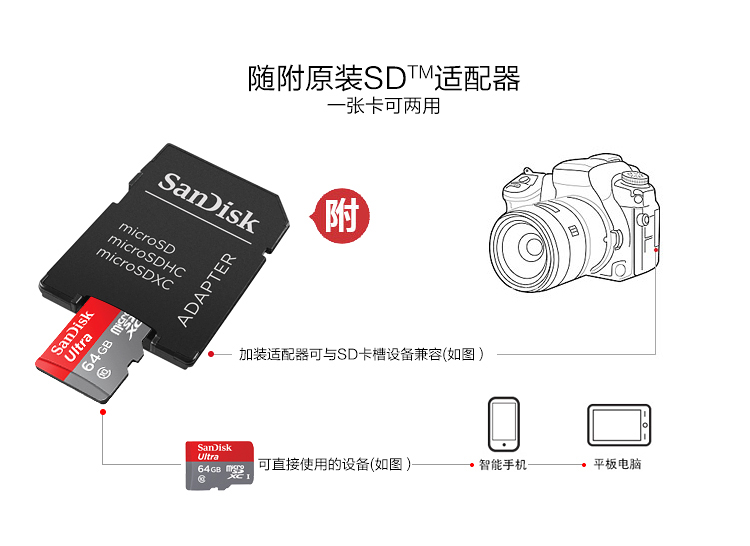 随附原装SD™适配器
一张卡可两用
SanDisk
附
microSD
microSDHC
microSDXC
ADAPTER
SanDisk
Ultra
64GB
10
micro
SD
XC I
加装适配器可与SD卡槽设备兼容(如图 )
SanDisk
Ultra
64GB
10
micro
SD
XC I
可直接使用的设备(如图 )
智能手机
平板电脑